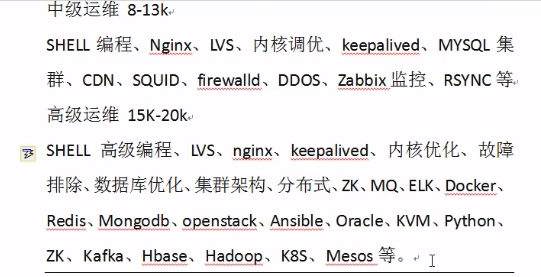 中级运维 8-13k
SHELL 编程、Nginx、LVS、内核调优、keepalived、MYSQL 集
群、CDN、SQUID、firewalld、DDOS、Zabbix 监控、RSYNC 等
高级运维 15K-20k
SHELL 高级编程、LVS、nginx、keepalived、内核优化、故障
排除、数据库优化、集群架构、分布式、ZK、MQ、ELK、Docker、
Redis、Mongodb、openstack、Ansible、Oracle、KVM、Python、
ZK、Kafka、Hbase、Hadoop、K8S、Mesos 等。